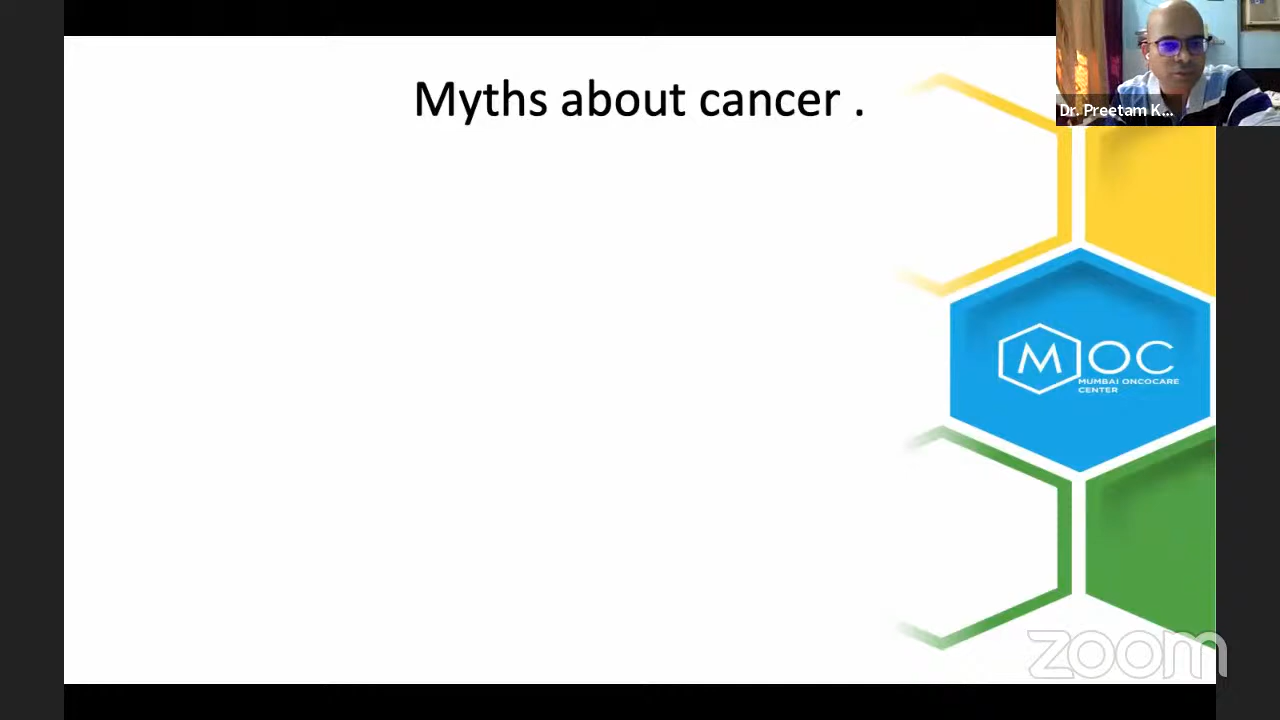 Myths about cancer .
Dr. Preetam K...
MOC
MUMBAI ONCOCARE
CENTER
zoom